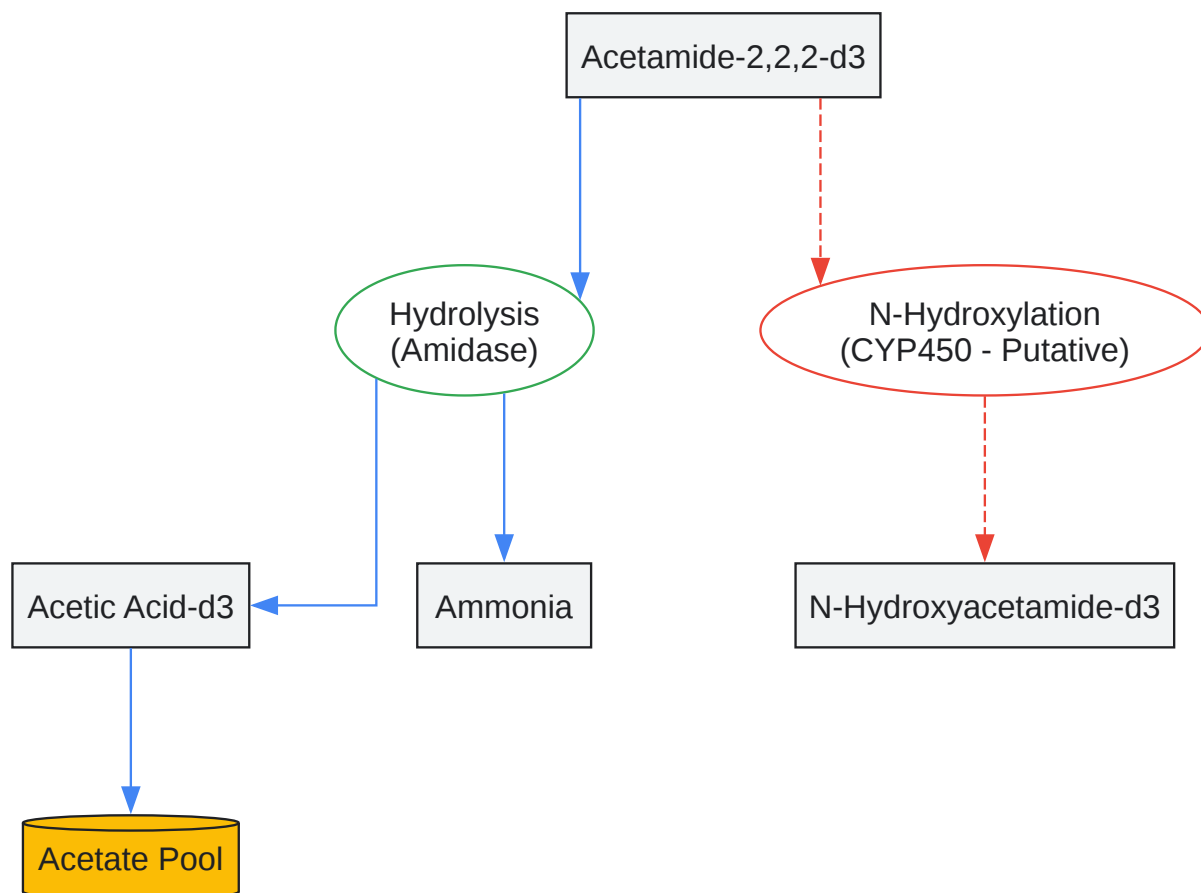 Acetamide-2,2,2-d3
Hydrolysis
(Amidase)
N-Hydroxylation
(CYP450 - Putative)
Acetic Acid-d3
Ammonia
N-Hydroxyacetamide-d3
Acetate Pool